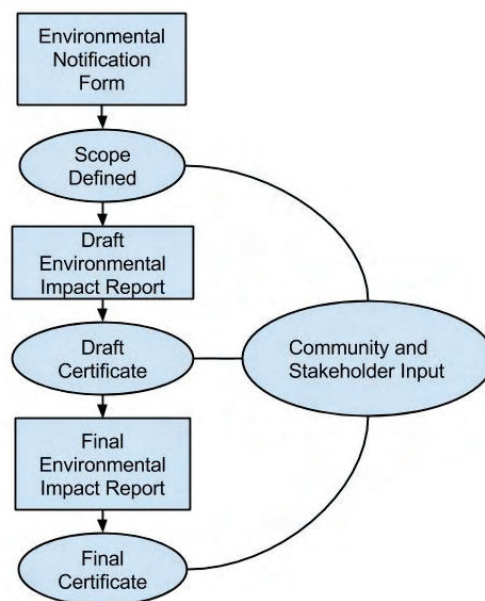 Environmental
Notification
Form
Scope
Defined
Draft
Environmental
Impact Report
Draft
Certificate
Community and
Stakeholder Input
Final
Environmental
Impact Report
Final
Certificate